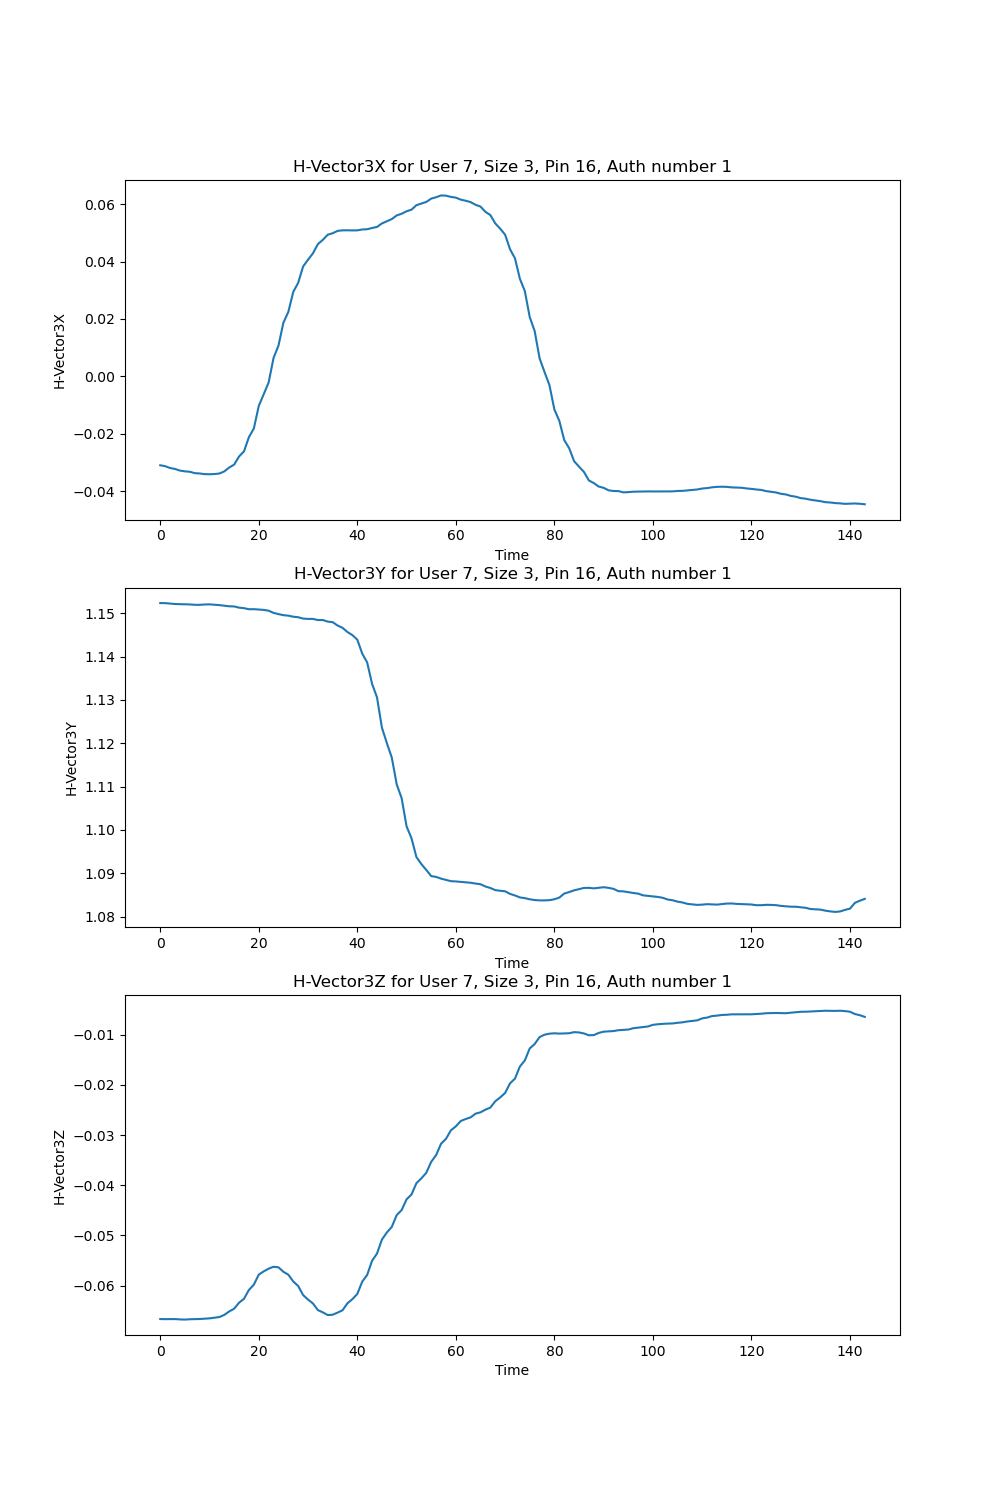 H-Vector3X for User 7, Size 3, Pin 16, Auth number 1
0.06
0.04
0.02
0.00
−0.02
−0.04
H-Vector3X
0 20 40 60 80 100 120 140
Time
H-Vector3Y for User 7, Size 3, Pin 16, Auth number 1
1.15
1.14
1.13
1.12
1.11
1.10
1.09
1.08
H-Vector3Y
0 20 40 60 80 100 120 140
Time
H-Vector3Z for User 7, Size 3, Pin 16, Auth number 1
−0.01
−0.02
−0.03
−0.04
−0.05
−0.06
H-Vector3Z
0 20 40 60 80 100 120 140
Time